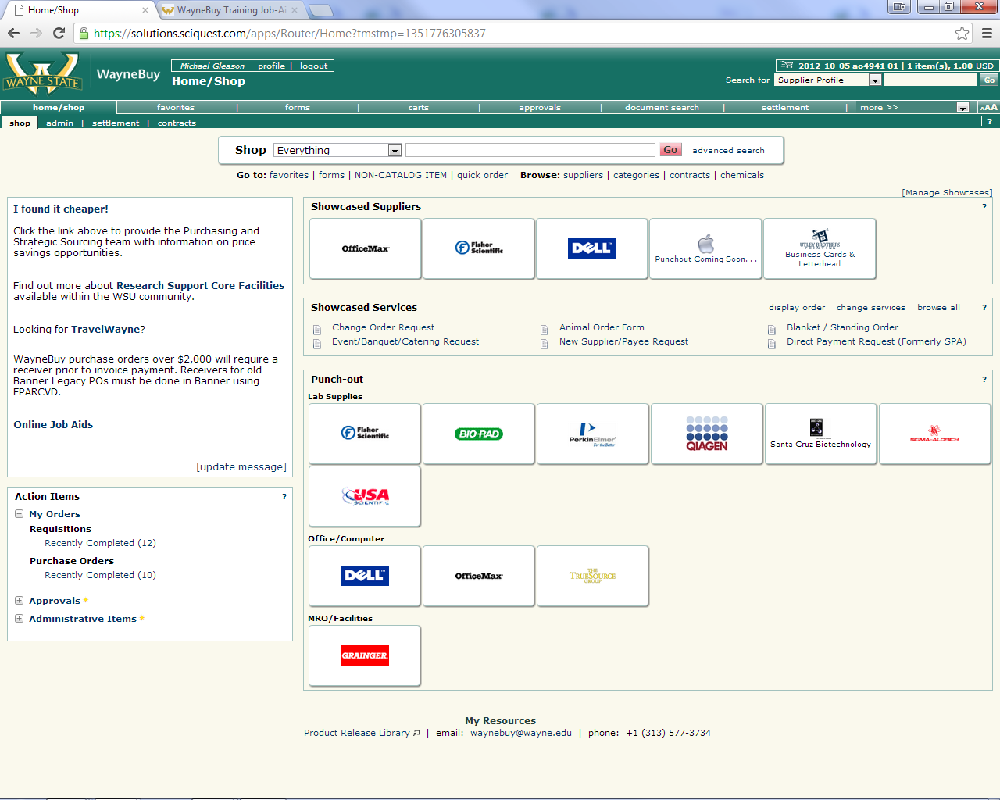 Home/Shop
WayneBuy Training Job-Ai
https://solutions.sciquest.com/apps/Router/Home?tmstmp=1351776305837
WAYNE STATE
WayneBuy
Michael Gleason profile | logout
Home/Shop
2012-10-05 ao4941 01 | 1 item(s), 1.00 USD
Search for Supplier Profile Go
home/shop favorites | forms | carts | approvals | document search | settlement | more >> AAA
shop admin | settlement | contracts | ?
Shop Everything Go advanced search
Go to: favorites | forms | NON-CATALOG ITEM | quick order Browse: suppliers | categories | contracts | chemicals
[Manage Showcases]
I found it cheaper!
Click the link above to provide the Purchasing and
Strategic Sourcing team with information on price
savings opportunities.
Find out more about Research Support Core Facilities
available within the WSU community.
Looking for TravelWayne?
WayneBuy purchase orders over $2,000 will require a
receiver prior to invoice payment. Receivers for old
Banner Legacy POs must be done in Banner using
FPARCVD.
Online Job Aids
[update message]
Action Items | ?
My Orders
Requisitions
Recently Completed (12)
Purchase Orders
Recently Completed (10)
Approvals *
Administrative Items *
Showcased Suppliers | ?
OfficeMax
Fisher Scientific
DELL
Punchout Coming Soon. . .
UTLEY BROTHERS
PRINTING
Business Cards &
Letterhead
Showcased Services display order change services browse all | ?
Change Order Request
Animal Order Form
Blanket / Standing Order
Event/Banquet/Catering Request
New Supplier/Payee Request
Direct Payment Request (Formerly SPA)
Punch-out | ?
Lab Supplies
Fisher Scientific
BIO-RAD
PerkinElmer
For the Better
QIAGEN
Santa Cruz Biotechnology
SIGMA-ALDRICH
USA
SCIENTIFIC
Office/Computer
DELL
OfficeMax
THE
TRUESOURCE
GROUP
MRO/Facilities
GRAINGER
My Resources
Product Release Library | email: waynebuy@wayne.edu | phone: +1 (313) 577-3734